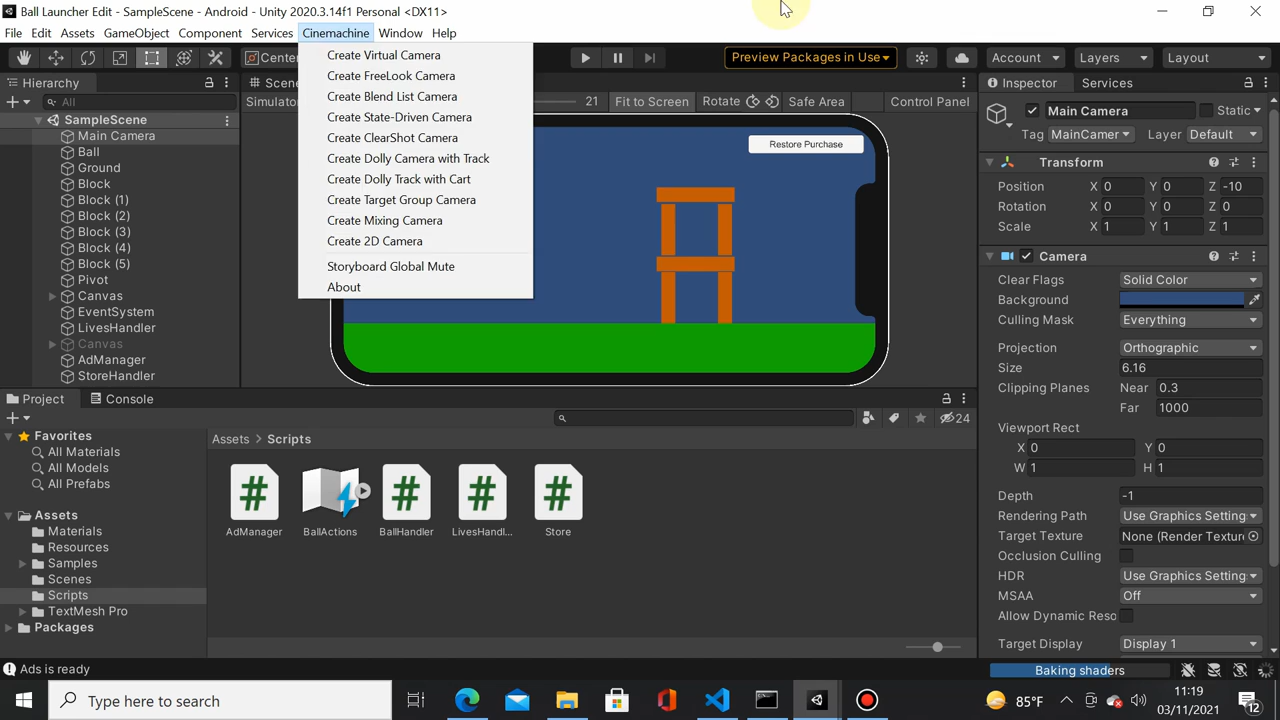 Ball Launcher Edit - SampleScene - Android - Unity 2020.3.14f1 Personal <DX11>
File Edit Assets GameObject Component Services Cinemachine Window Help
Create Virtual Camera
Create FreeLook Camera
Create Blend List Camera
Create State-Driven Camera
Create ClearShot Camera
Create Dolly Camera with Track
Create Dolly Track with Cart
Create Target Group Camera
Create Mixing Camera
Create 2D Camera
Storyboard Global Mute
About
Center
Preview Packages in Use
Account
Layers
Layout
Hierarchy
All
SampleScene
Main Camera
Ball
Ground
Block
Block (1)
Block (2)
Block (3)
Block (4)
Block (5)
Pivot
Canvas
EventSystem
LivesHandler
Canvas
AdManager
StoreHandler
Scene
Simulator
21 Fit to Screen Rotate Safe Area Control Panel
Restore Purchase
Inspector Services
Main Camera Static
Tag MainCamer Layer Default
Transform
Position X 0 Y 0 Z -10
Rotation X 0 Y 0 Z 0
Scale X 1 Y 1 Z 1
Camera
Clear Flags Solid Color
Background
Culling Mask Everything
Projection Orthographic
Size 6.16
Clipping Planes Near 0.3
Far 1000
Viewport Rect
X 0 Y 0
W 1 H 1
Depth -1
Rendering Path Use Graphics Setting
Target Texture None (Render Textur
Occlusion Culling
HDR Use Graphics Setting
MSAA Off
Allow Dynamic Reso
Target Display Display 1
Project Console
24
Favorites
All Materials
All Models
All Prefabs
Assets
Materials
Resources
Samples
Scenes
Scripts
TextMesh Pro
Packages
Assets > Scripts
AdManager BallActions BallHandler LivesHandl... Store
Ads is ready
Baking shaders
Type here to search
85°F
11:19
03/11/2021
12